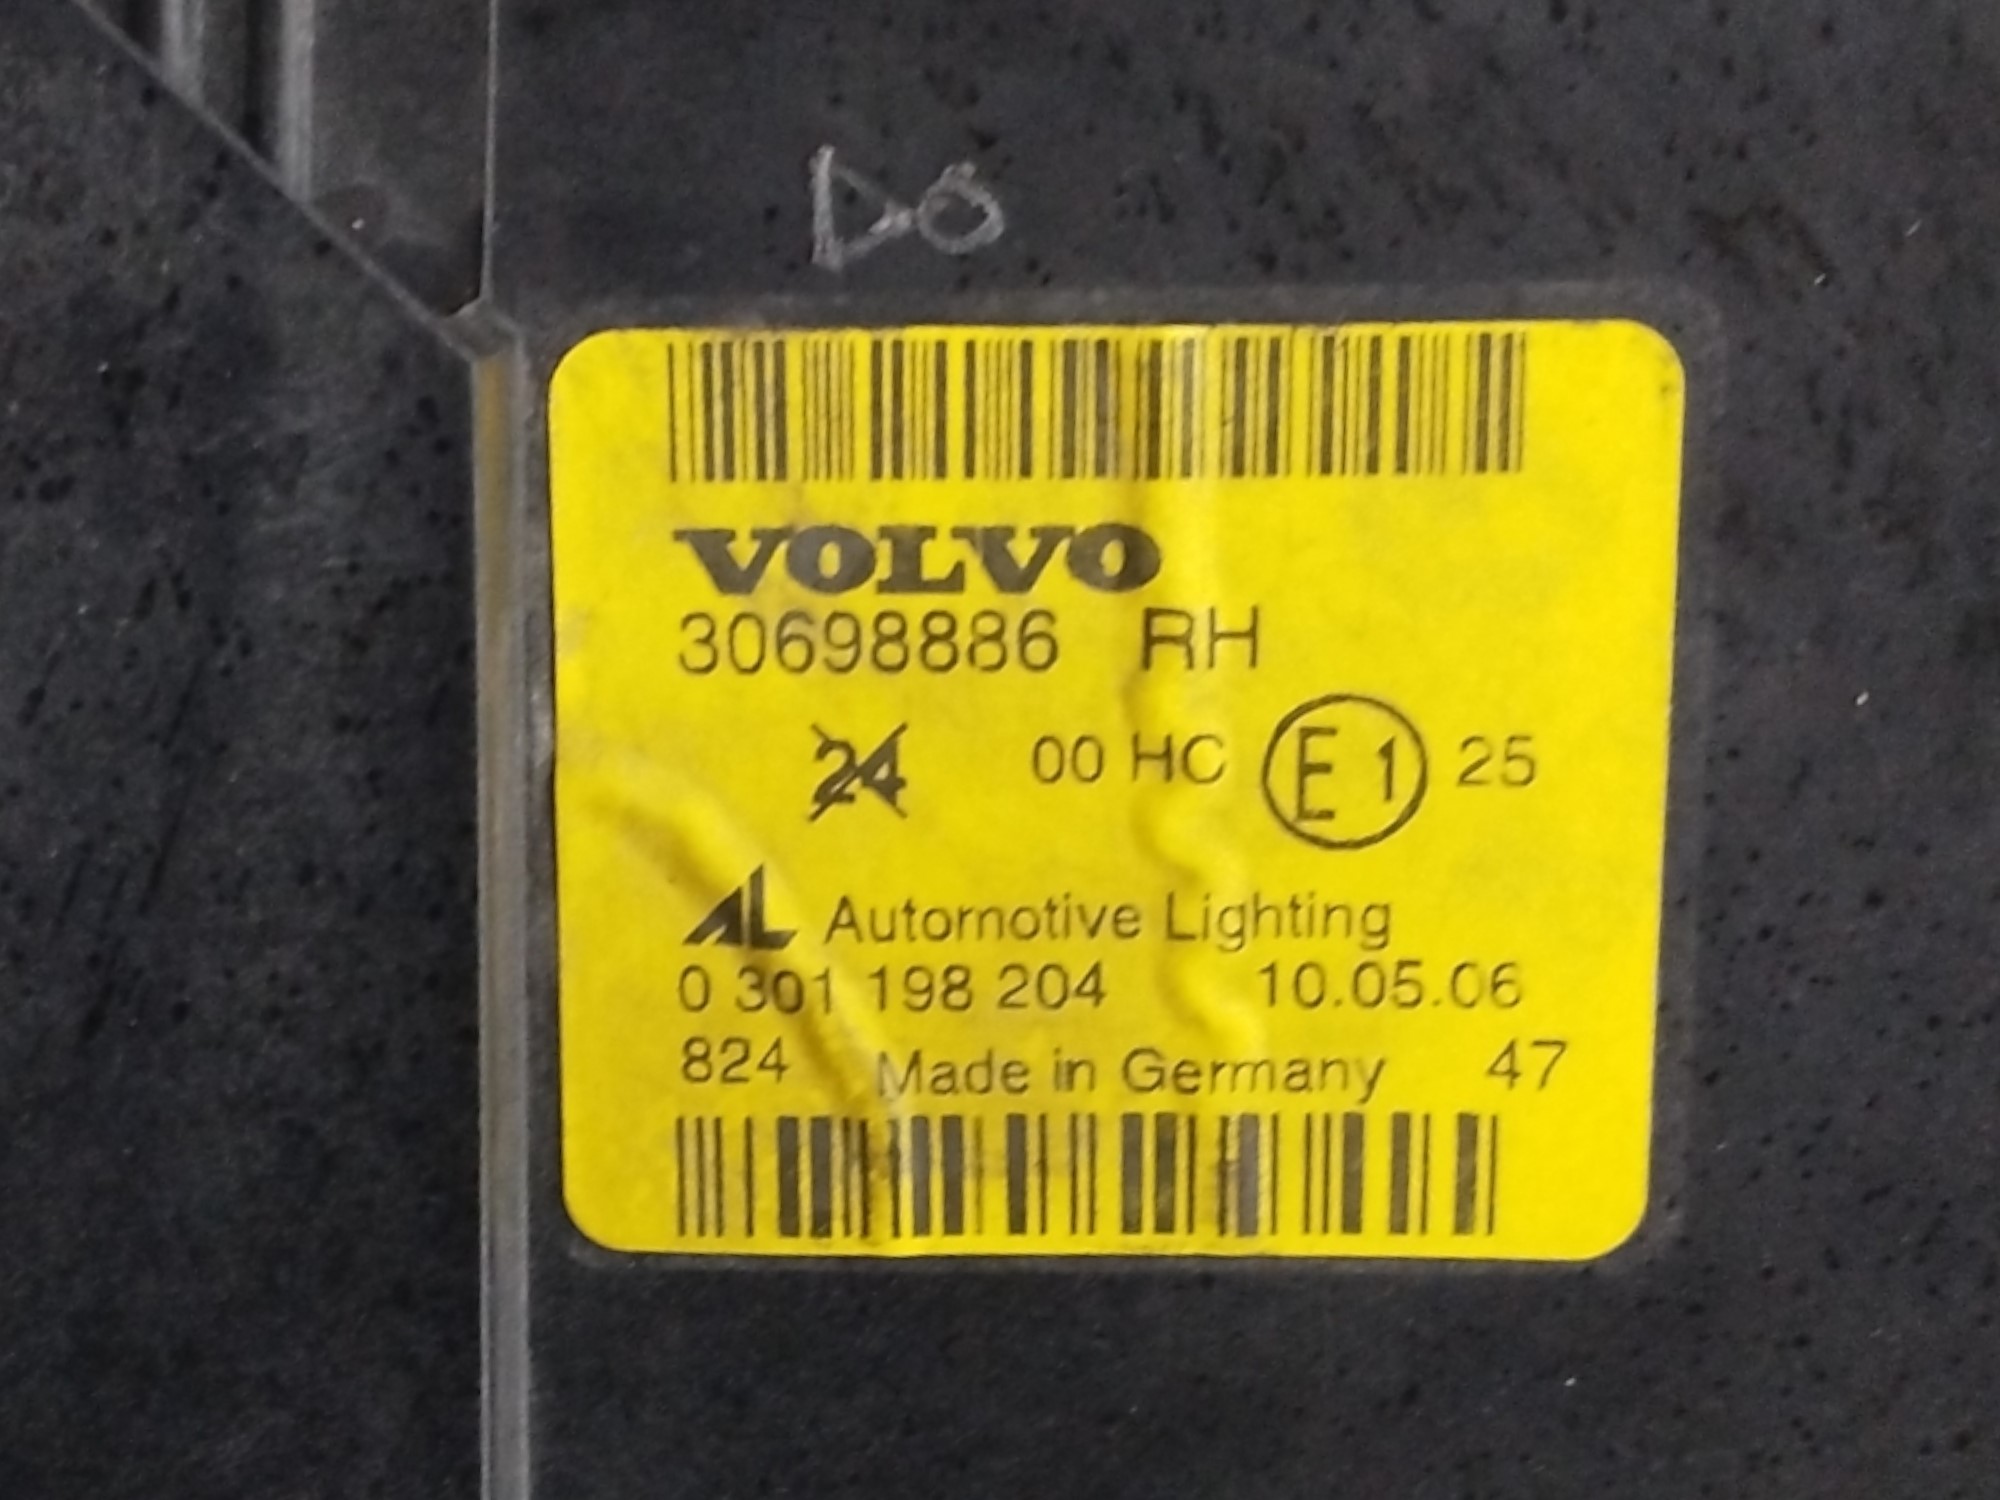 DO
VOLVO
30698886 RH
24 00 HC E1 25
AL Automotive Lighting
0 301 198 204 10.05.06
824 Made in Germany 47